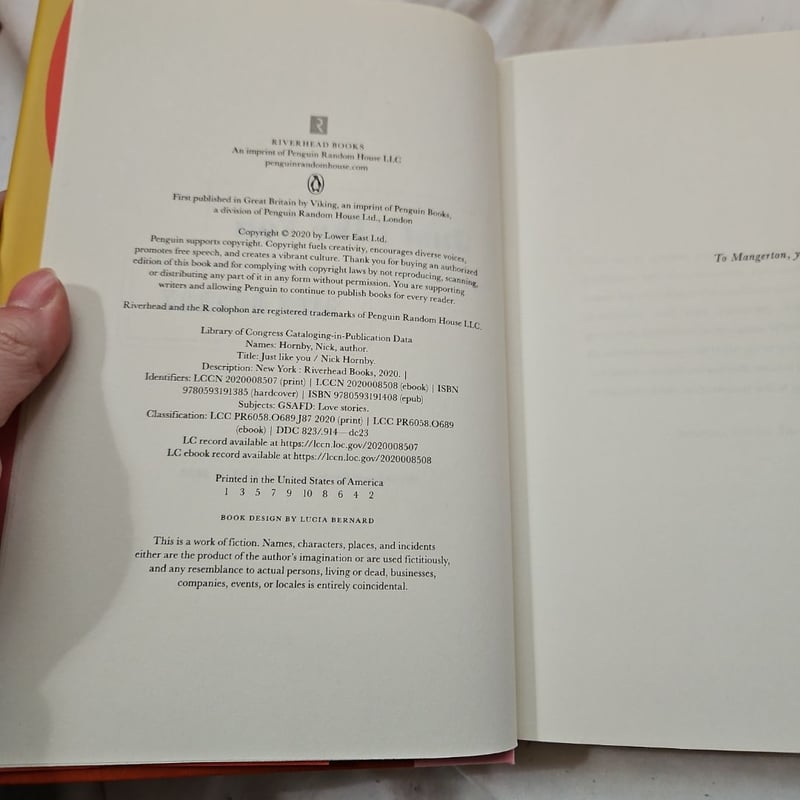 R
RIVERHEAD BOOKS
An imprint of Penguin Random House LLC
penguinrandomhouse.com
First published in Great Britain by Viking, an imprint of Penguin Books,
a division of Penguin Random House Ltd., London
Copyright © 2020 by Lower East Ltd.
Penguin supports copyright. Copyright fuels creativity, encourages diverse voices,
promotes free speech, and creates a vibrant culture. Thank you for buying an authorized
edition of this book and for complying with copyright laws by not reproducing, scanning,
or distributing any part of it in any form without permission. You are supporting
writers and allowing Penguin to continue to publish books for every reader.
Riverhead and the R colophon are registered trademarks of Penguin Random House LLC.
Library of Congress Cataloging-in-Publication Data
Names: Hornby, Nick, author.
Title: Just like you / Nick Hornby.
Description: New York : Riverhead Books, 2020. |
Identifiers: LCCN 2020008507 (print) | LCCN 2020008508 (ebook) | ISBN
9780593191385 (hardcover) | ISBN 9780593191408 (epub)
Subjects: GSAFD: Love stories.
Classification: LCC PR6058.O689 J87 2020 (print) | LCC PR6058.O689
(ebook) | DDC 823/.914—dc23
LC record available at https://lccn.loc.gov/2020008507
LC ebook record available at https://lccn.loc.gov/2020008508
Printed in the United States of America
1 3 5 7 9 10 8 6 4 2
BOOK DESIGN BY LUCIA BERNARD
This is a work of fiction. Names, characters, places, and incidents
either are the product of the author's imagination or are used fictitiously,
and any resemblance to actual persons, living or dead, businesses,
companies, events, or locales is entirely coincidental.
To Mangerton, y